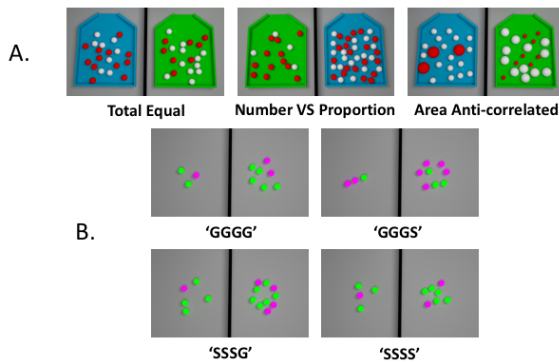 A.
Total Equal
Number VS Proportion
Area Anti-correlated
B.
'GGGG'
'GGGS'
'SSSG'
'SSSS'